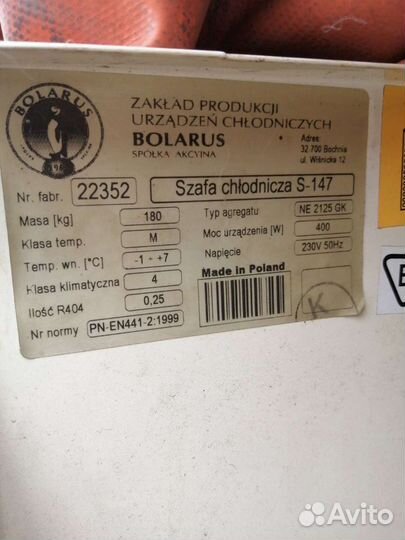 BOLARUS
ZAKŁAD PRODUKCJI
URZĄDZEŃ CHŁODNICZYCH
BOLARUS
SPÓŁKA AKCYJNA
Adres:
32 700 Bochnia
ul. Wiśnicka 12
Nr. fabr. 22352 Szafa chłodnicza S-147
Masa [kg] 180 Typ agregatu NE 2125 GK
Klasa temp. M Moc urządzenia [W] 400
Temp. wn. [°C] -1 ÷ +7 Napięcie 230V 50Hz
Klasa klimatyczna 4 Made in Poland
Ilość R404 0,25
Nr normy PN-EN441-2:1999
K
Avito